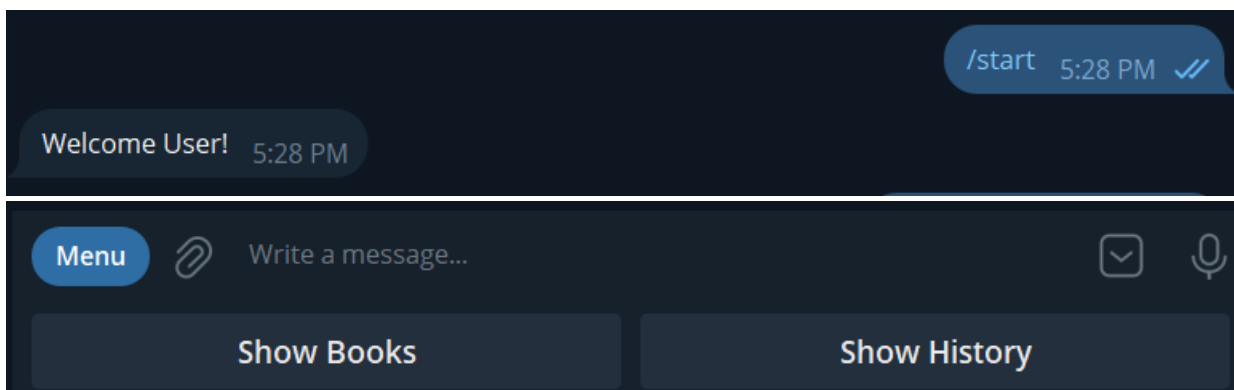 /start 5:28 PM
Welcome User! 5:28 PM
Menu Write a message...
Show Books Show History